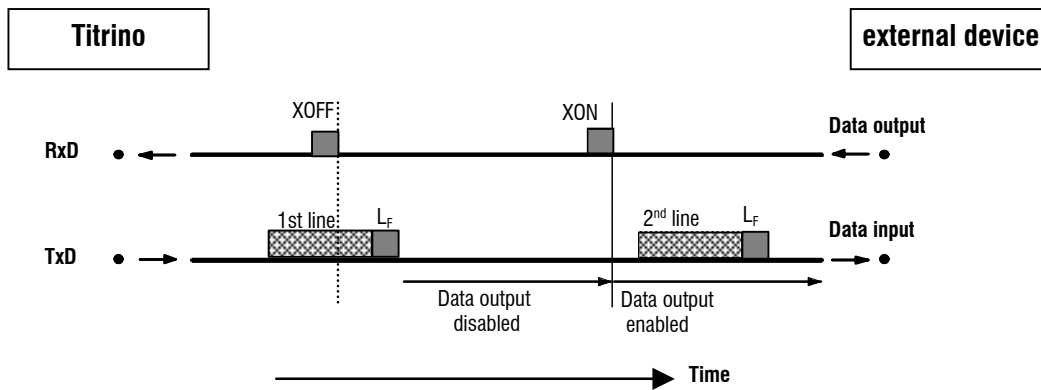 Titrino
external device
XOFF
XON
Data output
RxD
1st line
LF
2nd line
LF
Data input
TxD
Data output
disabled
Data output
enabled
Time